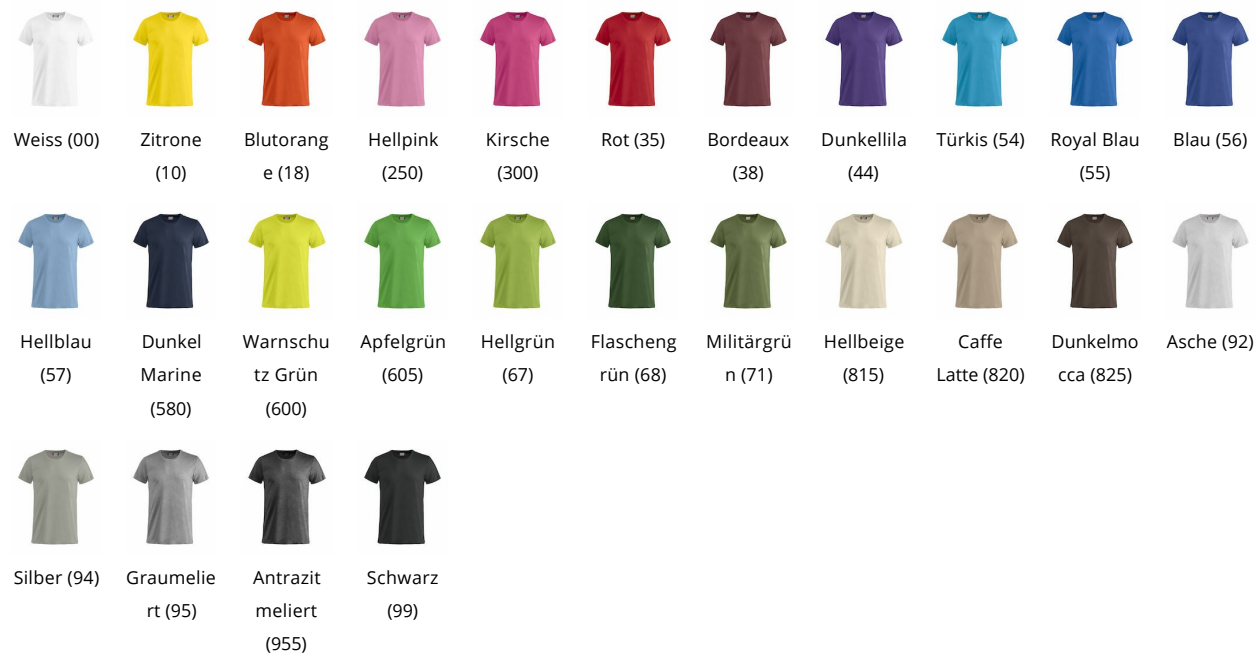 Weiss (00) Zitrone Blutorang Hellpink Kirsche Rot (35) Bordeaux Dunkellila Türkis (54) Royal Blau Blau (56)
(10) e (18) (250) (300) (38) (44) (55)
Hellblau Dunkel Warnschu Apfelgrün Hellgrün Flascheng Militärgrü Hellbeige Caffe Dunkelmo Asche (92)
(57) Marine tz Grün (605) (67) rün (68) n (71) (815) Latte (820) cca (825)
(580) (600)
Silber (94) Graumelie Antrazit Schwarz
rt (95) meliert (99)
(955)